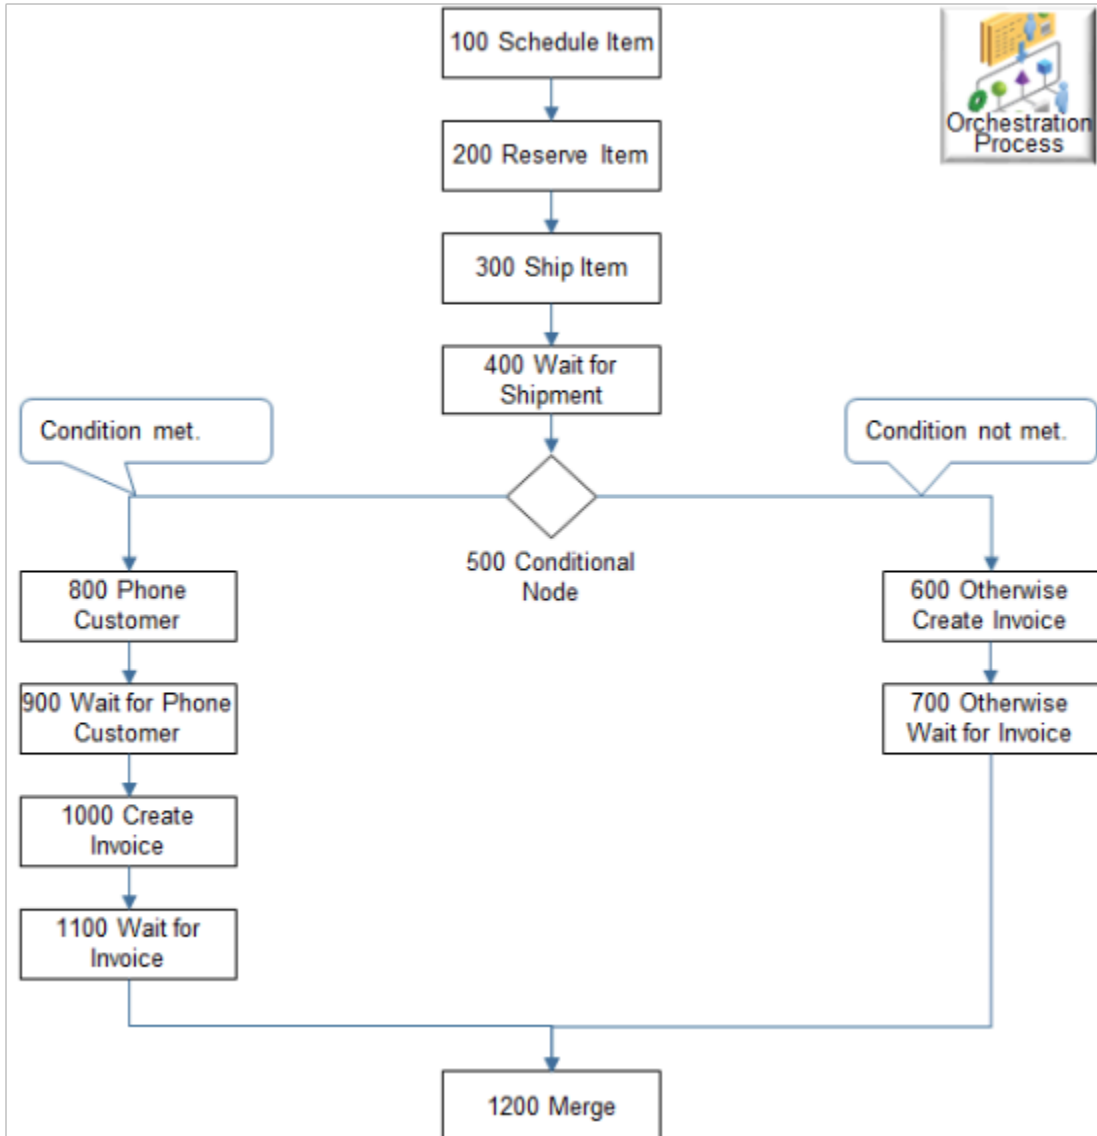 100 Schedule Item
Orchestration
Process
200 Reserve Item
300 Ship Item
400 Wait for
Shipment
Condition met.
Condition not met.
500 Conditional
Node
800 Phone
Customer
900 Wait for Phone
Customer
1000 Create
Invoice
1100 Wait for
Invoice
600 Otherwise
Create Invoice
700 Otherwise
Wait for Invoice
1200 Merge